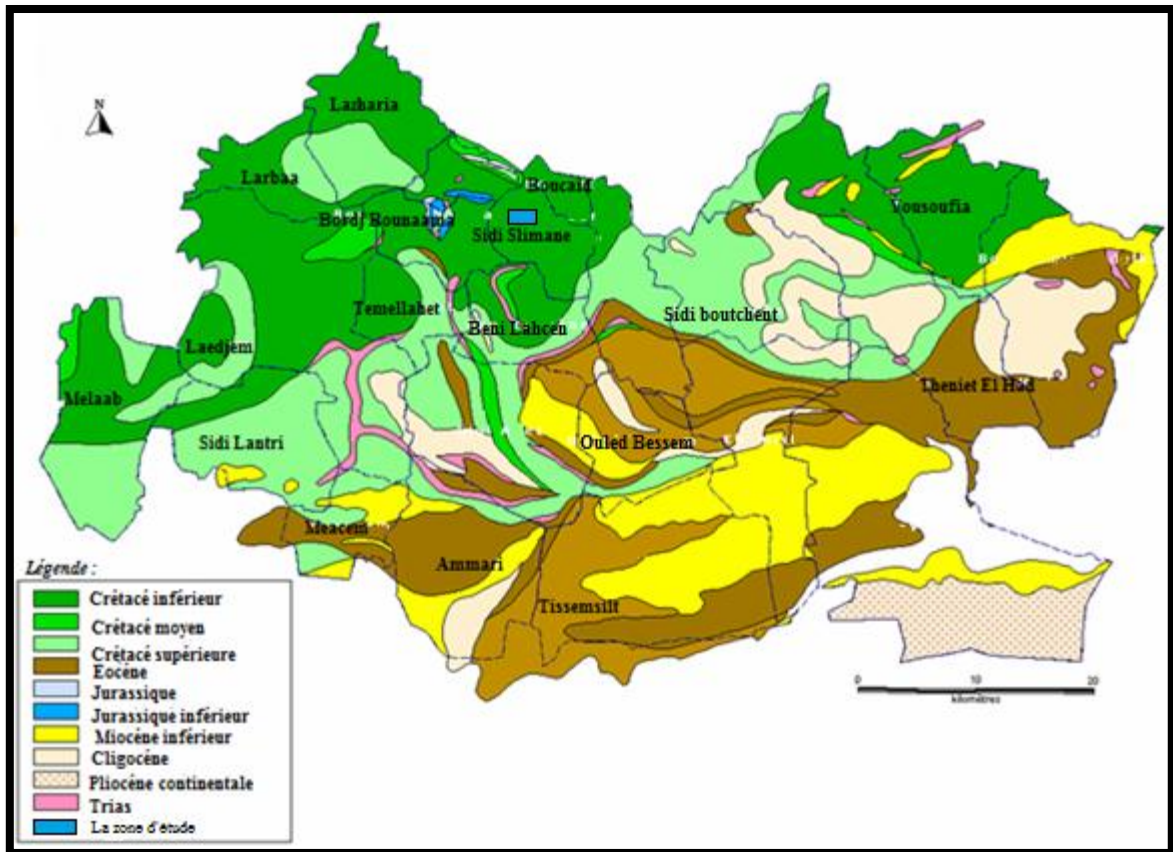 Lazharia
N
Larbaa
Boucaid
Yousoufia
Bordj Bounaama
Sidi Slimane
Temellahet
Beni Lahcen
Sidi boutchent
Laedjem
Melaab
Theniet El Had
Sidi Lantri
Ouled Bessem
Meacem
Ammari
Tissemsilt
Légende :
Crétacé inférieur
Crétacé moyen
Crétacé supérieure
Eocéne
Jurassique
Jurassique inférieur
Miocène inférieur
Cligocène
Pliocéne continentale
Trias
La zone d'étude
0 10 20
kilomètres